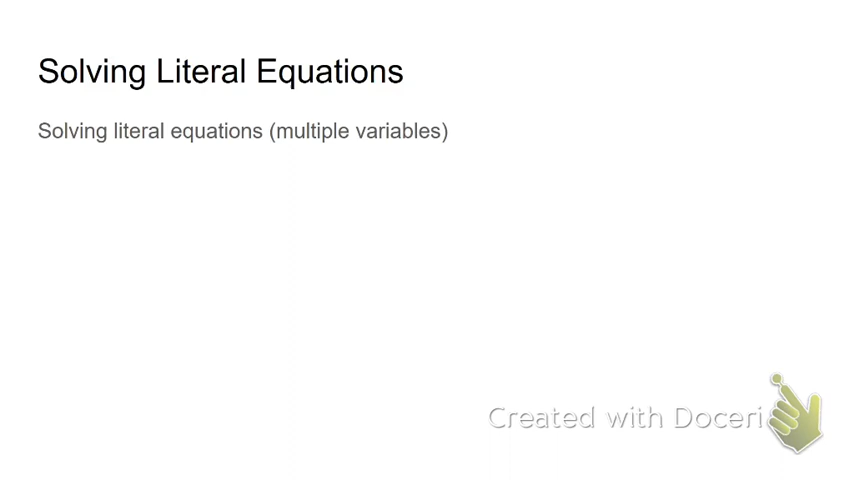 Solving Literal Equations
Solving literal equations (multiple variables)
Created with Doceri